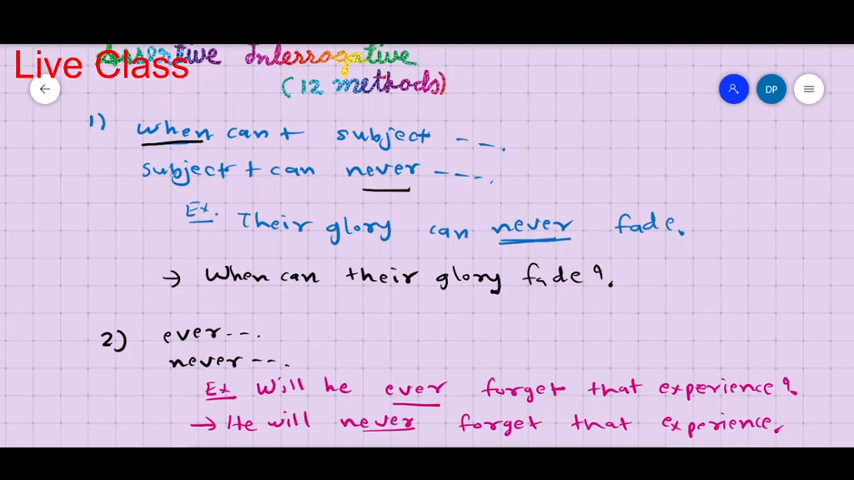 Assertive Interrogative
Live Class
(12 methods)
DP
1) when can + subject ---.
subject + can never ----.
Ex. Their glory can never fade.
→ When can their glory fade?.
2) ever---.
never---.
Ex Will he ever forget that experience?
→ He will never forget that experience.